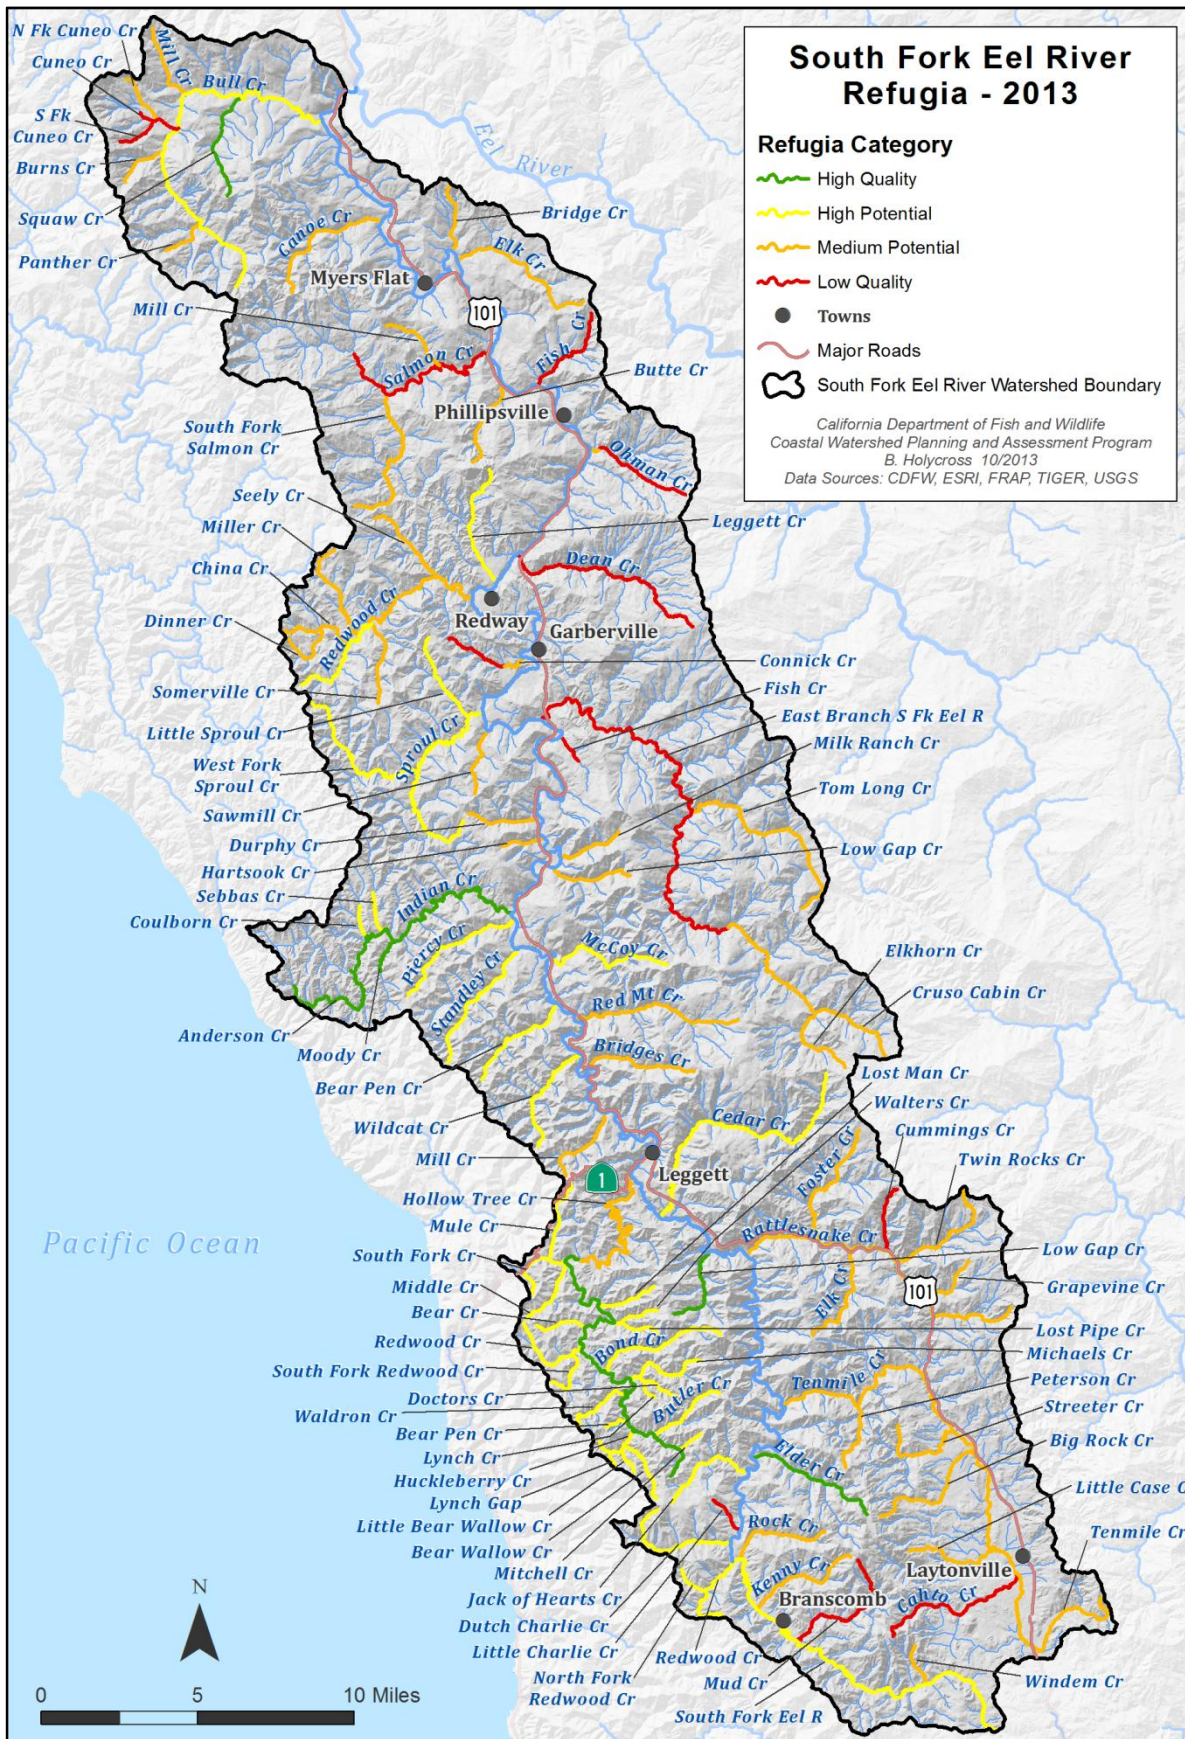 South Fork Eel River
Refugia - 2013
Refugia Category
High Quality
High Potential
Medium Potential
Low Quality
Towns
Major Roads
South Fork Eel River Watershed Boundary
California Department of Fish and Wildlife
Coastal Watershed Planning and Assessment Program
B. Holycross 10/2013
Data Sources: CDFW, ESRI, FRAP, TIGER, USGS
N Fk Cuneo Cr
Mill Cr
Bull Cr
Cuneo Cr
S Fk
Cuneo Cr
Burns Cr
Squaw Cr
Panther Cr
Eel River
Canoe Cr
Bridge Cr
Elk Cr
Myers Flat
101
Mill Cr
Salmon Cr
Fish Cr
Butte Cr
Phillipsville
South Fork
Salmon Cr
Ohman Cr
Seely Cr
Leggett Cr
Miller Cr
China Cr
Dean Cr
Dinner Cr
Redwood Cr
Redway
Garberville
Connick Cr
Somerville Cr
Fish Cr
Little Sproul Cr
East Branch S Fk Eel R
Sproul Cr
Milk Ranch Cr
West Fork
Sproul Cr
Tom Long Cr
Sawmill Cr
Durphy Cr
Low Gap Cr
Hartsook Cr
Sebbas Cr
Indian Cr
Coulborn Cr
Piercy Cr
McCoy Cr
Elkhorn Cr
Standley Cr
Red Mt Cr
Cruso Cabin Cr
Anderson Cr
Moody Cr
Bridges Cr
Bear Pen Cr
Lost Man Cr
Walters Cr
Wildcat Cr
Cedar Cr
Cummings Cr
Mill Cr
Leggett
Foster Cr
Twin Rocks Cr
1
Hollow Tree Cr
Mule Cr
Rattlesnake Cr
Pacific Ocean
South Fork Cr
Low Gap Cr
Middle Cr
Elk Cr
101
Grapevine Cr
Bear Cr
Lost Pipe Cr
Redwood Cr
Bond Cr
Michaels Cr
South Fork Redwood Cr
Tenmile Cr
Peterson Cr
Doctors Cr
Butler Cr
Streeter Cr
Waldron Cr
Bear Pen Cr
Big Rock Cr
Lynch Cr
Elder Cr
Huckleberry Cr
Little Case C
Lynch Gap
Little Bear Wallow Cr
Rock Cr
Tenmile Cr
Bear Wallow Cr
Laytonville
Mitchell Cr
Kenny Cr
Jack of Hearts Cr
Branscomb
Cahto Cr
Dutch Charlie Cr
Little Charlie Cr
Redwood Cr
North Fork
Redwood Cr
Mud Cr
Windem Cr
South Fork Eel R
N
0 5 10 Miles